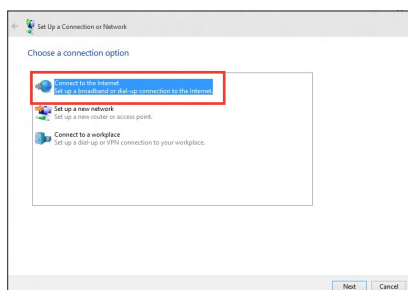 Set Up a Connection or Network
Choose a connection option
Connect to the Internet
Set up a broadband or dial-up connection to the Internet.
Set up a new network
Set up a new router or access point.
Connect to a workplace
Set up a dial-up or VPN connection to your workplace.
Next Cancel